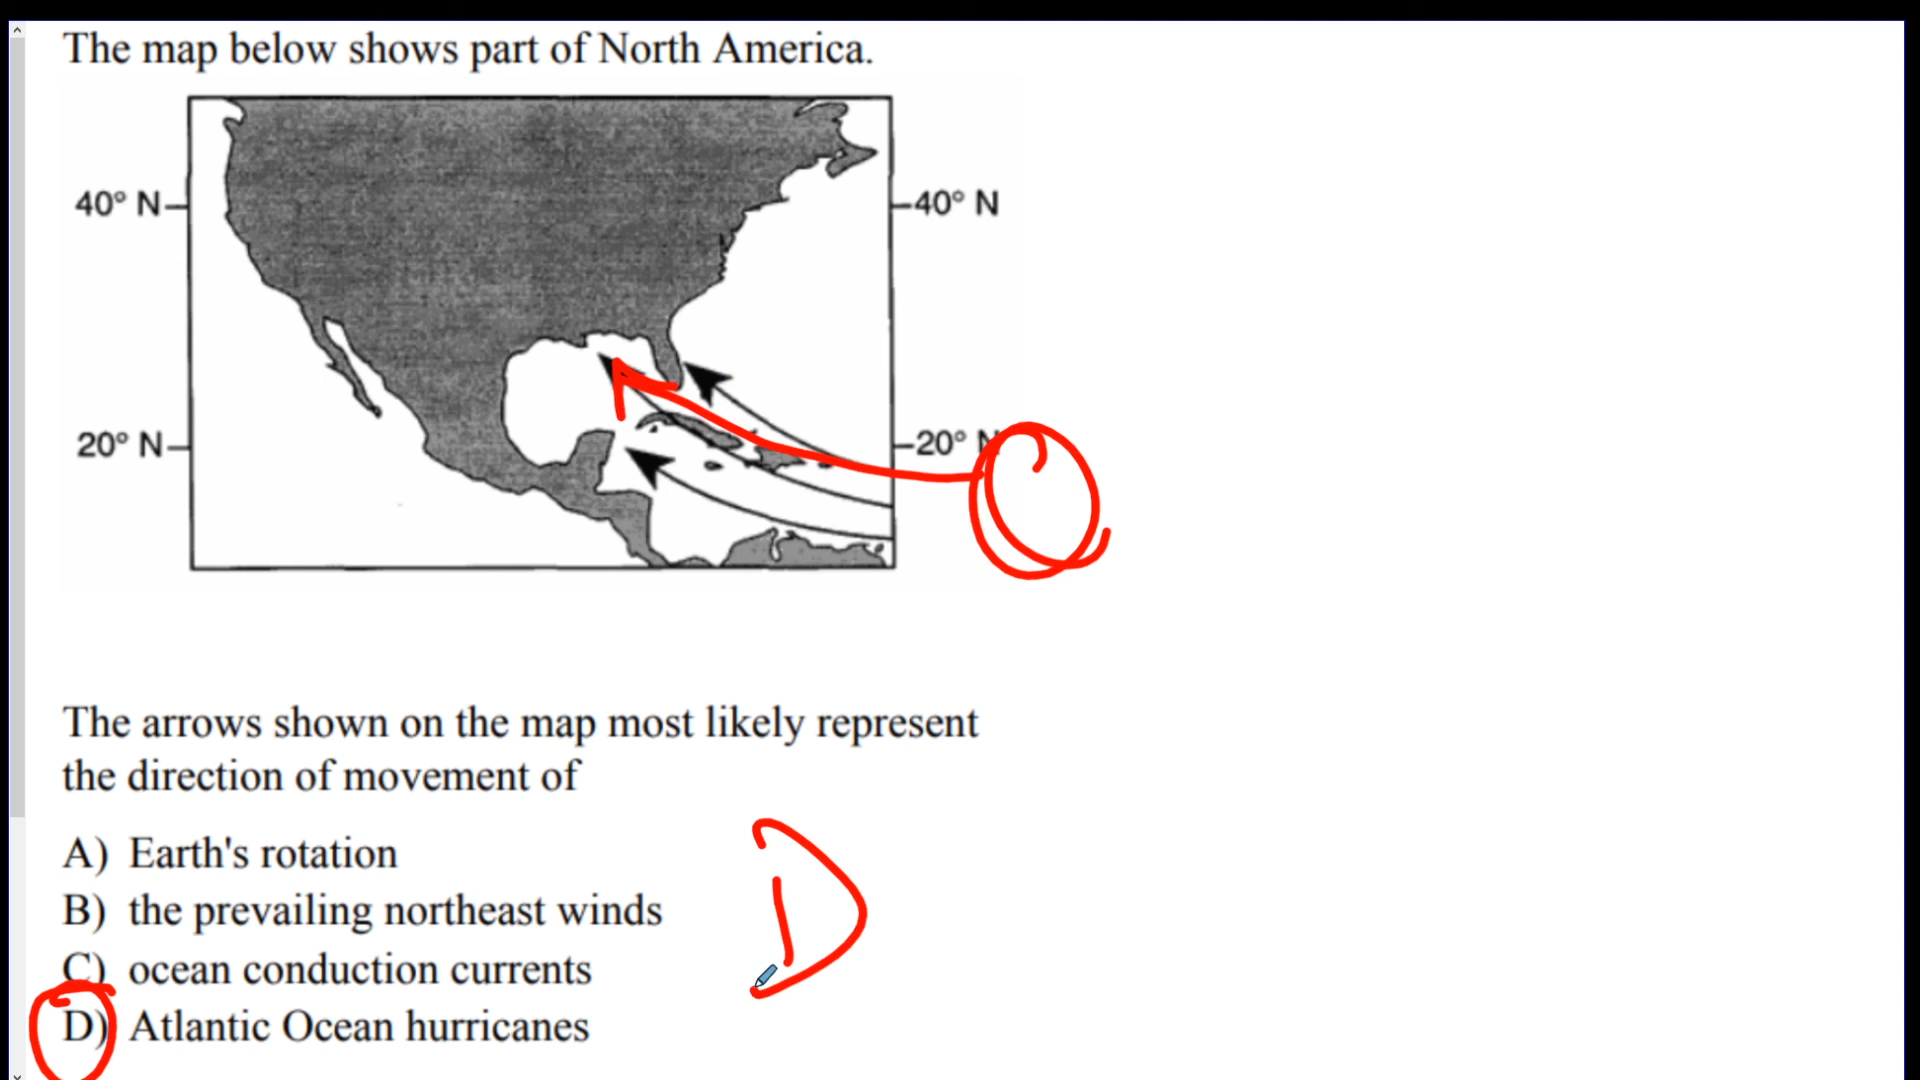 The map below shows part of North America.
40° N
40° N
20° N
20° N
The arrows shown on the map most likely represent
the direction of movement of
A) Earth's rotation
B) the prevailing northeast winds
D
C) ocean conduction currents
D) Atlantic Ocean hurricanes